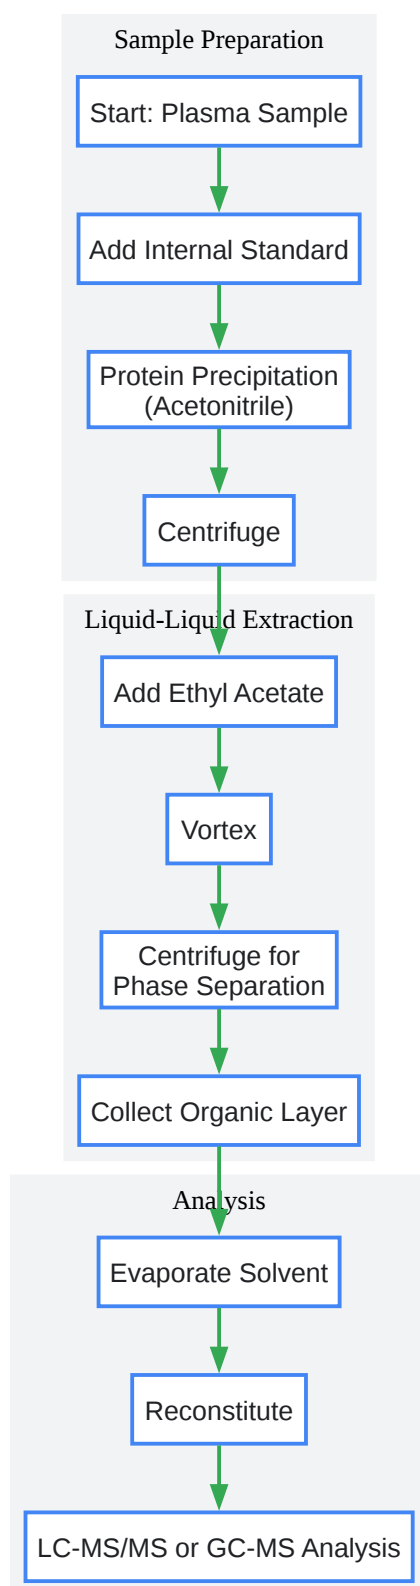 Sample Preparation
Start: Plasma Sample
Add Internal Standard
Protein Precipitation
(Acetonitrile)
Centrifuge
Liquid-Liquid Extraction
Add Ethyl Acetate
Vortex
Centrifuge for
Phase Separation
Collect Organic Layer
Analysis
Evaporate Solvent
Reconstitute
LC-MS/MS or GC-MS Analysis